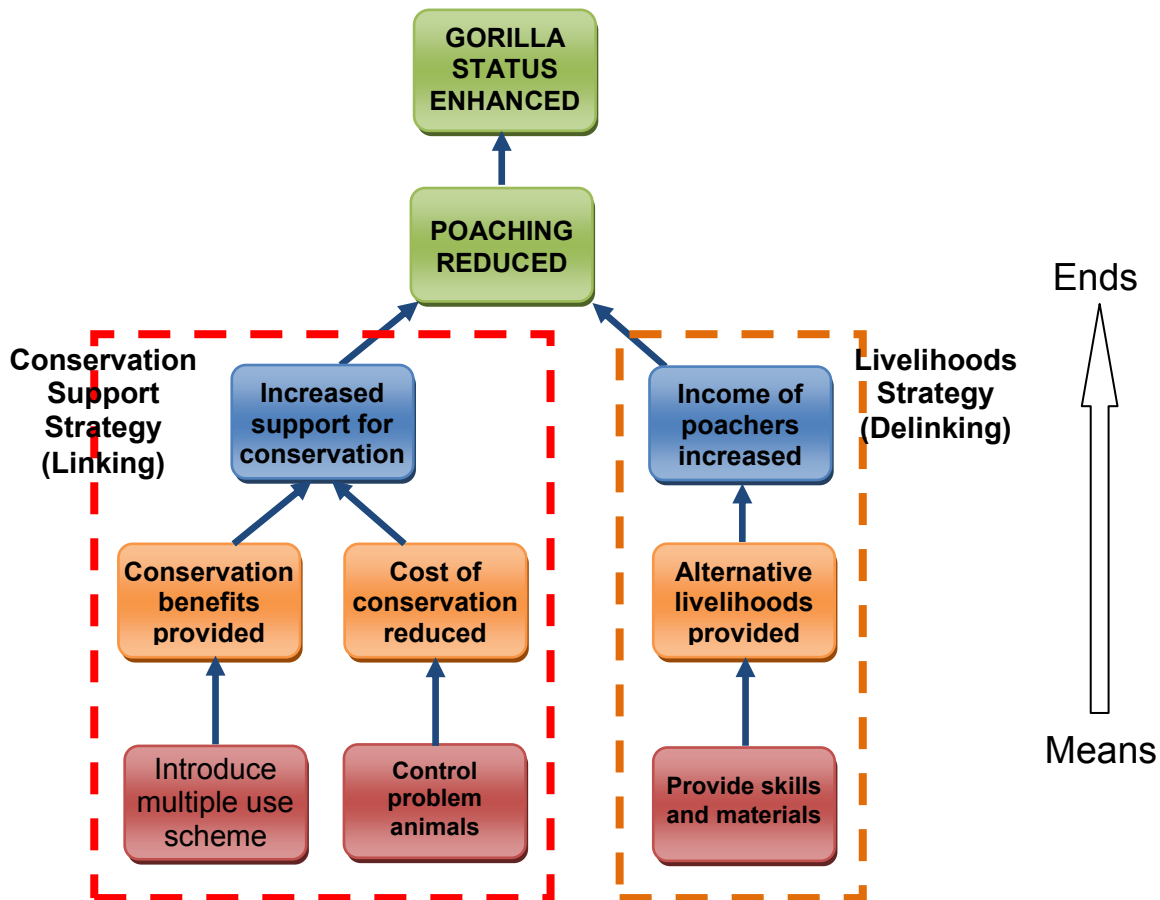 GORILLA
STATUS
ENHANCED
POACHING
REDUCED
Ends
Conservation
Support
Strategy
(Linking)
Increased
support for
conservation
Income of
poachers
increased
Livelihoods
Strategy
(Delinking)
Conservation
benefits
provided
Cost of
conservation
reduced
Alternative
livelihoods
provided
Means
Introduce
multiple use
scheme
Control
problem
animals
Provide skills
and materials